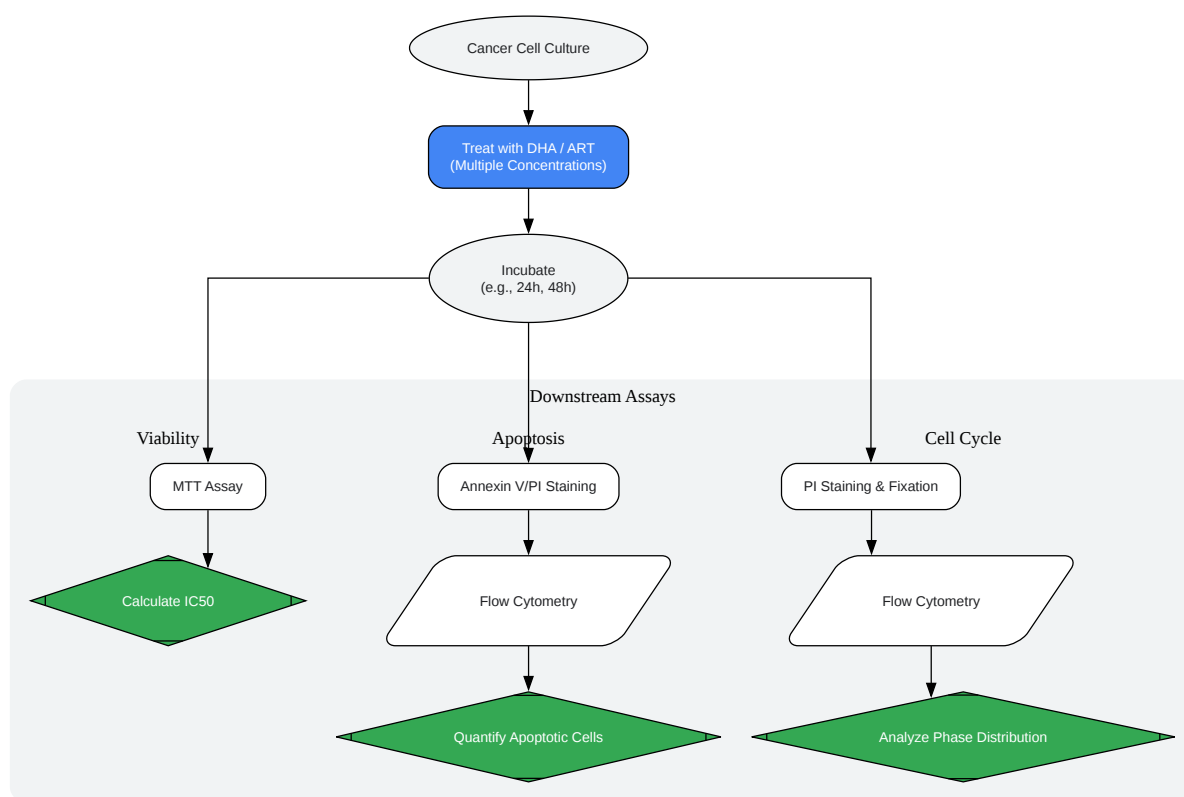 Cancer Cell Culture
Treat with DHA / ART
(Multiple Concentrations)
Incubate
(e.g., 24h, 48h)
Downstream Assays
Viability
Apoptosis
Cell Cycle
MTT Assay
Annexin V/PI Staining
PI Staining & Fixation
Calculate IC50
Flow Cytometry
Flow Cytometry
Quantify Apoptotic Cells
Analyze Phase Distribution